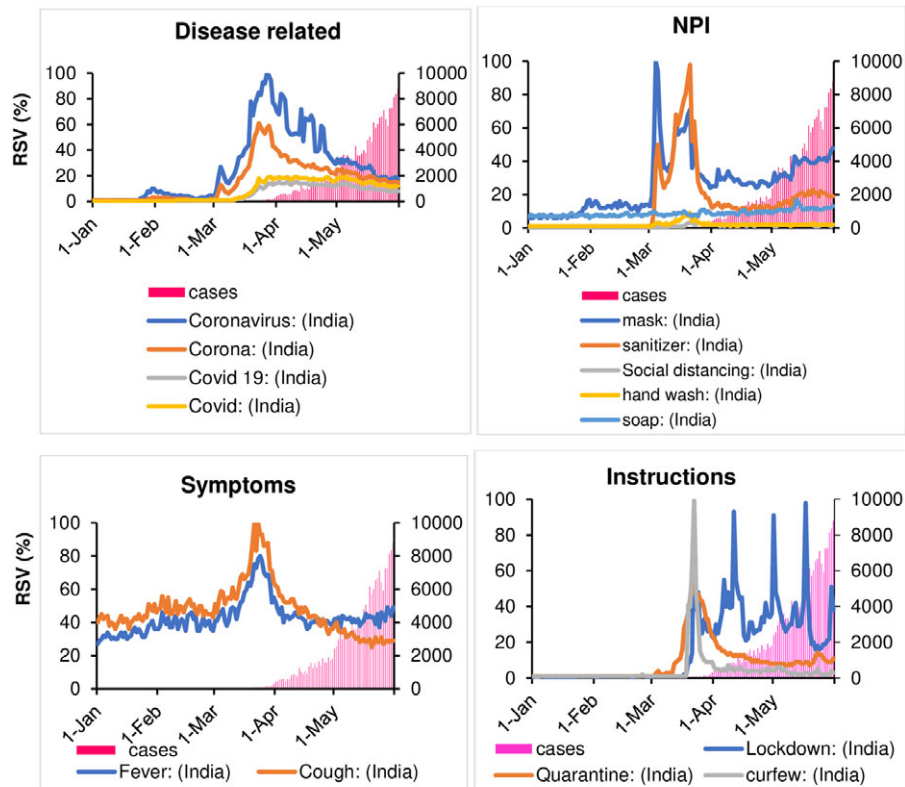 Disease related
RSV (%)
100
80
60
40
20
0
10000
8000
6000
4000
2000
0
1-Jan
1-Feb
1-Mar
1-Apr
1-May
cases
Coronavirus: (India)
Corona: (India)
Covid 19: (India)
Covid: (India)
NPI
100
80
60
40
20
0
10000
8000
6000
4000
2000
0
1-Jan
1-Feb
1-Mar
1-Apr
1-May
cases
mask: (India)
sanitizer: (India)
Social distancing: (India)
hand wash: (India)
soap: (India)
Symptoms
RSV (%)
100
80
60
40
20
0
10000
8000
6000
4000
2000
0
1-Jan
1-Feb
1-Mar
1-Apr
1-May
cases
Fever: (India) Cough: (India)
Instructions
100
80
60
40
20
0
10000
8000
6000
4000
2000
0
1-Jan
1-Feb
1-Mar
1-Apr
1-May
cases Lockdown: (India)
Quarantine: (India) curfew: (India)